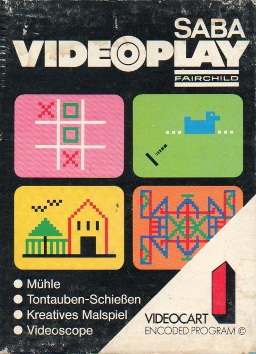 SABA
VIDEOPLAY
FAIRCHILD
● Mühle
● Tontauben-Schießen
● Kreatives Malspiel
● Videoscope
VIDEOCART 1
ENCODED PROGRAM ©